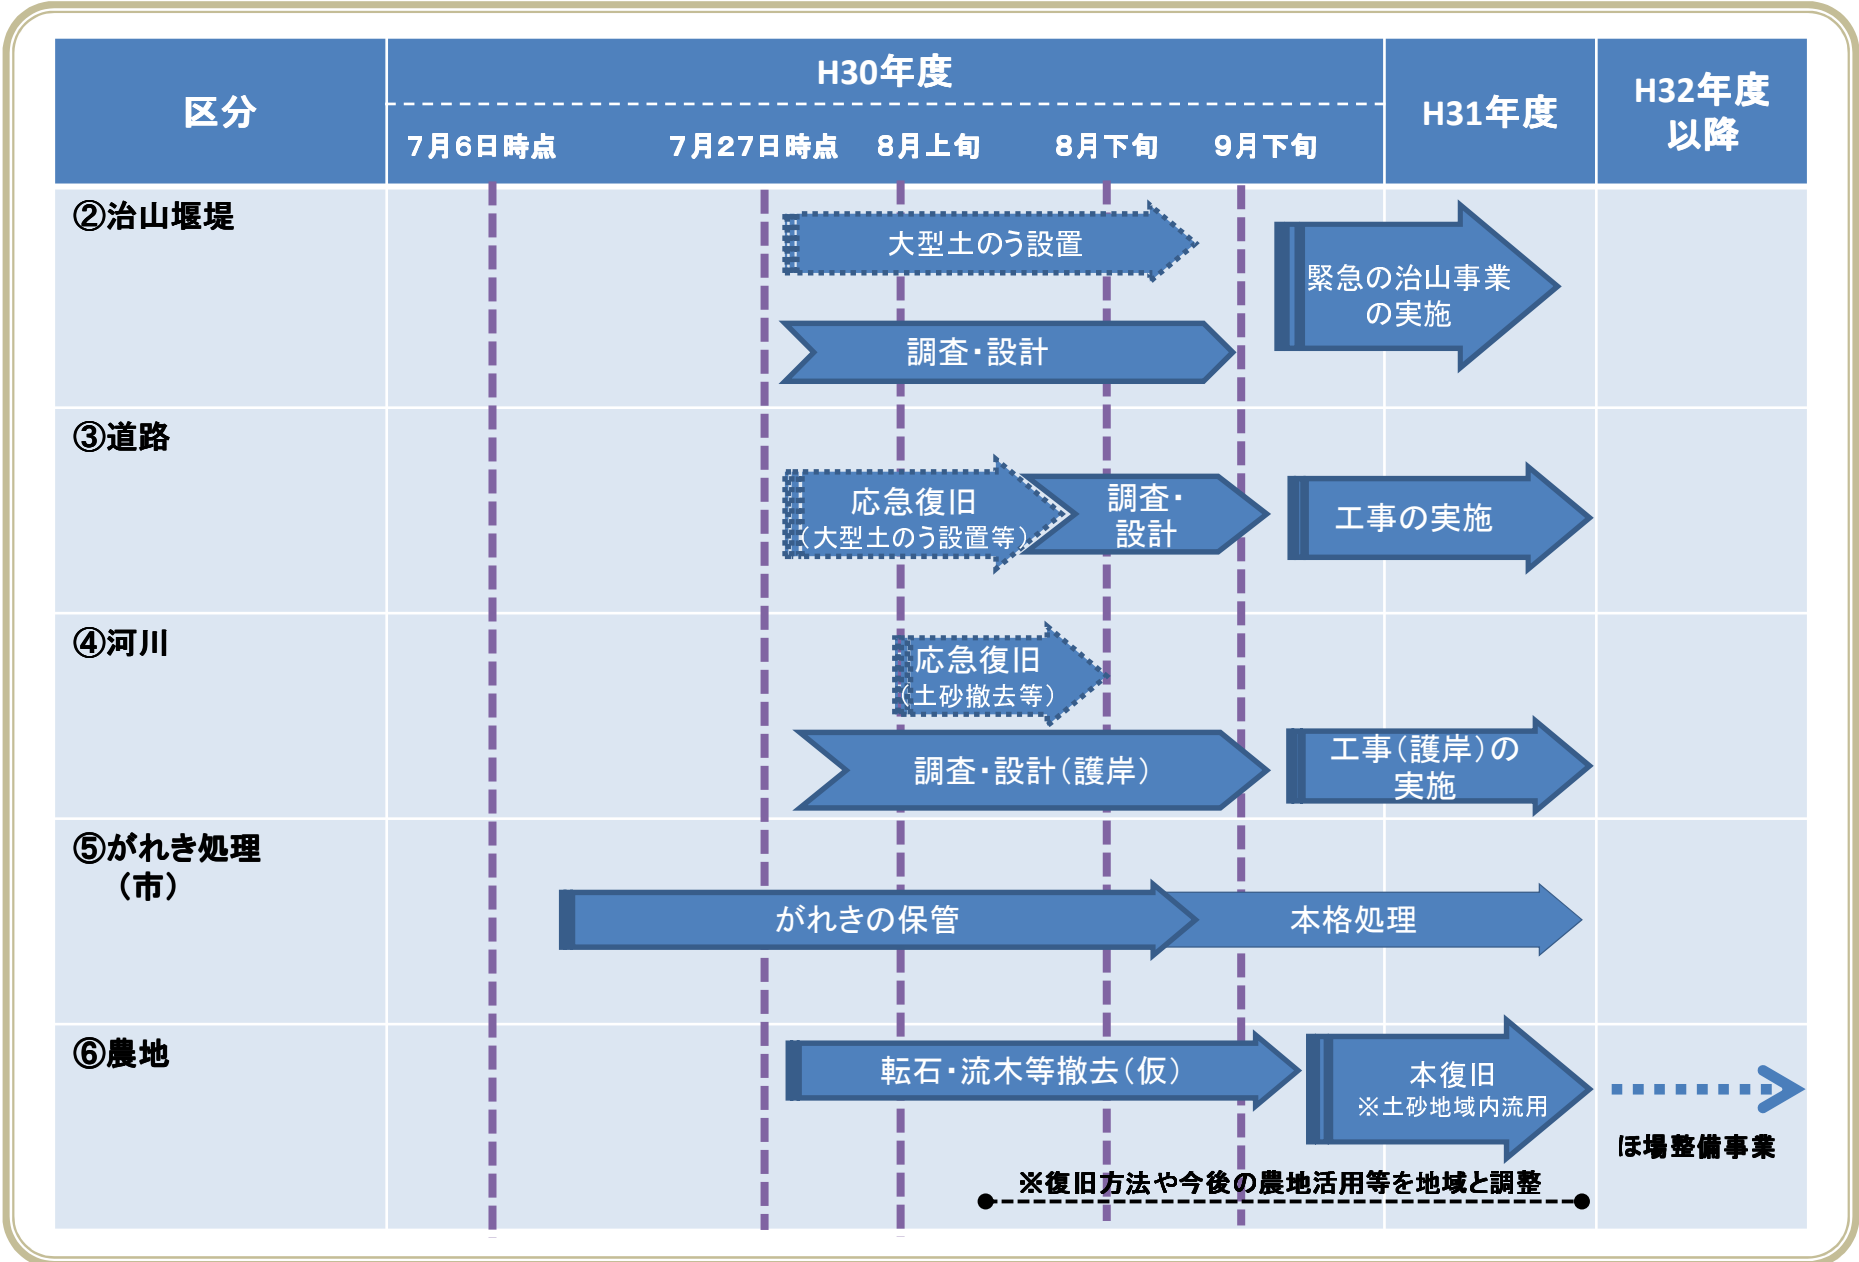 区分
H30年度
H31年度
H32年度
以降
7月6日時点
7月27日時点
8月上旬
8月下旬
9月下旬
②治山堰堤
大型土のう設置
調査・設計
緊急の治山事業
の実施
③道路
応急復旧
（大型土のう設置等）
調査・
設計
工事の実施
④河川
応急復旧
（土砂撤去等）
調査・設計（護岸）
工事（護岸）の
実施
⑤がれき処理
（市）
がれきの保管
本格処理
⑥農地
転石・流木等撤去（仮）
本復旧
※土砂地域内流用
ほ場整備事業
※復旧方法や今後の農地活用等を地域と調整